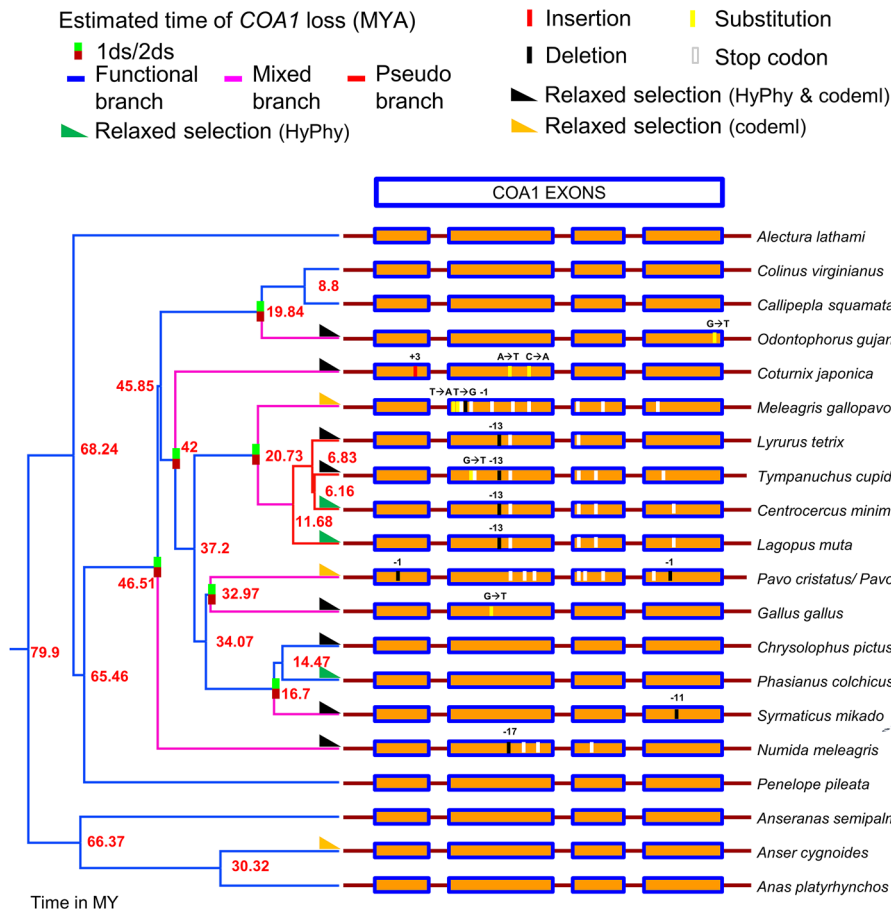 Estimated time of COA1 loss (MYA)
1ds/2ds
Functional branch
Mixed branch
Pseudo branch
Relaxed selection (HyPhy)
Insertion
Substitution
Deletion
Stop codon
Relaxed selection (HyPhy & codeml)
Relaxed selection (codeml)
COA1 EXONS
Alectura lathami
Colinus virginianus
8.8
Callipepla squamata
19.84
G→T
Odontophorus gujan
+3
A→T C→A
Coturnix japonica
45.85
T→A T→G -1
Meleagris gallopavo
68.24
42
20.73
6.83
-13
Lyrurus tetrix
G→T -13
Tympanuchus cupid
6.16
-13
Centrocercus minim
11.68
-13
Lagopus muta
37.2
46.51
-1
-1
Pavo cristatus/ Pavo
32.97
G→T
Gallus gallus
34.07
79.9
Chrysolophus pictus
14.47
65.46
Phasianus colchicus
16.7
-11
Syrmaticus mikado
-17
Numida meleagris
Penelope pileata
Anseranas semipalm
66.37
Anser cygnoides
30.32
Anas platyrhynchos
Time in MY